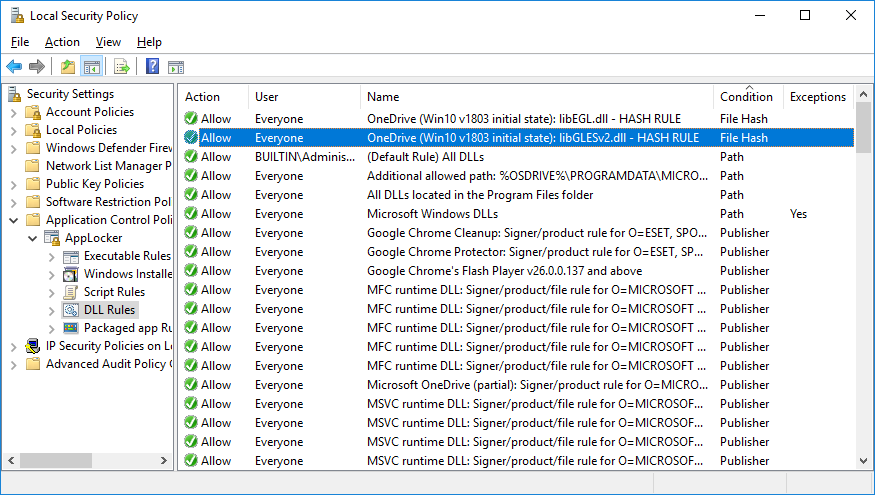 Local Security Policy
File Action View Help
Security Settings
Account Policies
Local Policies
Windows Defender Firew
Network List Manager P
Public Key Policies
Software Restriction Pol
Application Control Poli
AppLocker
Executable Rules
Windows Installe
Script Rules
DLL Rules
Packaged app Ru
IP Security Policies on Lo
Advanced Audit Policy C
Action User Name Condition Exceptions
Allow Everyone OneDrive (Win10 v1803 initial state): libEGL.dll - HASH RULE File Hash
Allow Everyone OneDrive (Win10 v1803 initial state): libGLESv2.dll - HASH RULE File Hash
Allow BUILTIN\Adminis... (Default Rule) All DLLs Path
Allow Everyone Additional allowed path: %OSDRIVE%\PROGRAMDATA\MICRO... Path
Allow Everyone All DLLs located in the Program Files folder Path
Allow Everyone Microsoft Windows DLLs Path Yes
Allow Everyone Google Chrome Cleanup: Signer/product rule for O=ESET, SPO... Publisher
Allow Everyone Google Chrome Protector: Signer/product rule for O=ESET, SP... Publisher
Allow Everyone Google Chrome's Flash Player v26.0.0.137 and above Publisher
Allow Everyone MFC runtime DLL: Signer/product/file rule for O=MICROSOFT ... Publisher
Allow Everyone MFC runtime DLL: Signer/product/file rule for O=MICROSOFT ... Publisher
Allow Everyone MFC runtime DLL: Signer/product/file rule for O=MICROSOFT ... Publisher
Allow Everyone MFC runtime DLL: Signer/product/file rule for O=MICROSOFT ... Publisher
Allow Everyone MFC runtime DLL: Signer/product/file rule for O=MICROSOFT ... Publisher
Allow Everyone Microsoft OneDrive (partial): Signer/product/file rule for O=M... Publisher
Allow Everyone MSVC runtime DLL: Signer/product/file rule for O=MICROSOF... Publisher
Allow Everyone MSVC runtime DLL: Signer/product/file rule for O=MICROSOF... Publisher
Allow Everyone MSVC runtime DLL: Signer/product/file rule for O=MICROSOF... Publisher
Allow Everyone MSVC runtime DLL: Signer/product/file rule for O=MICROSOF... Publisher